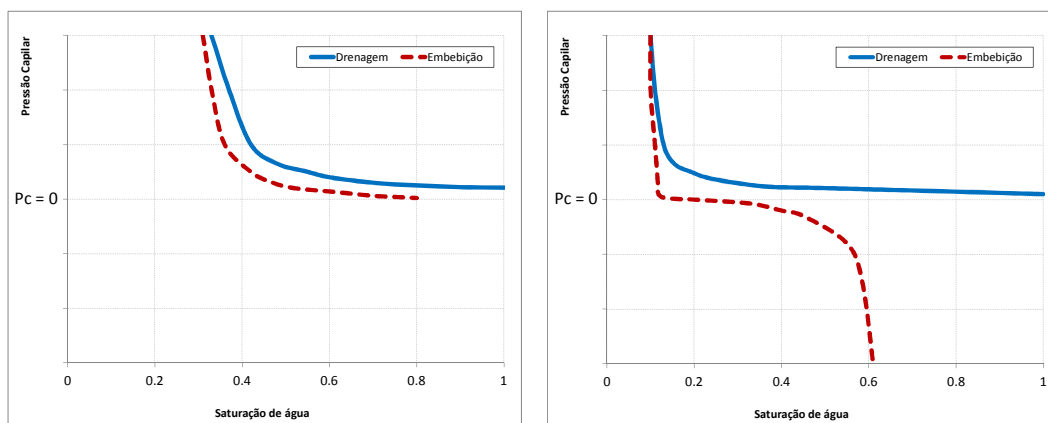 Pressão Capilar
Drenagem
Embebição
Pc = 0
0
0.2
0.4
0.6
0.8
1
Saturação de água
Pressão Capilar
Drenagem
Embebição
Pc = 0
0
0.2
0.4
0.6
0.8
1
Saturação de água